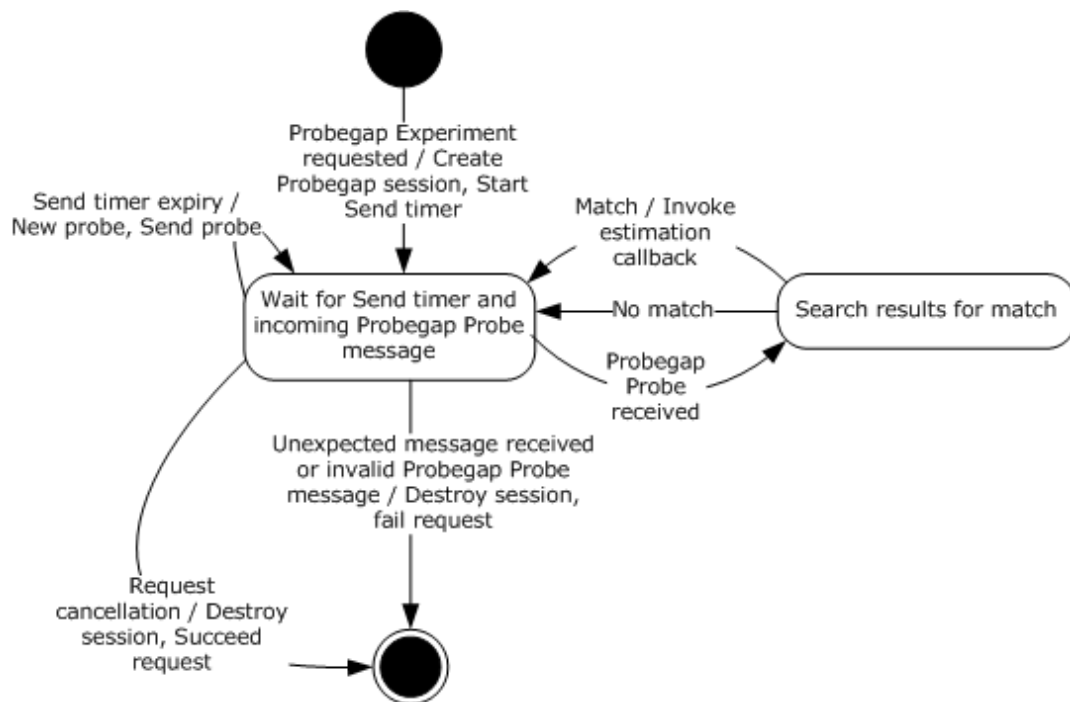 Probegap Experiment
requested / Create
Probegap session, Start
Send timer
Send timer expiry /
New probe, Send probe
Match / Invoke
estimation
callback
Wait for Send timer and
incoming Probegap Probe
message
No match
Search results for match
Probegap
Probe
received
Unexpected message received
or invalid Probegap Probe
message / Destroy session,
fail request
Request
cancellation / Destroy
session, Succeed
request